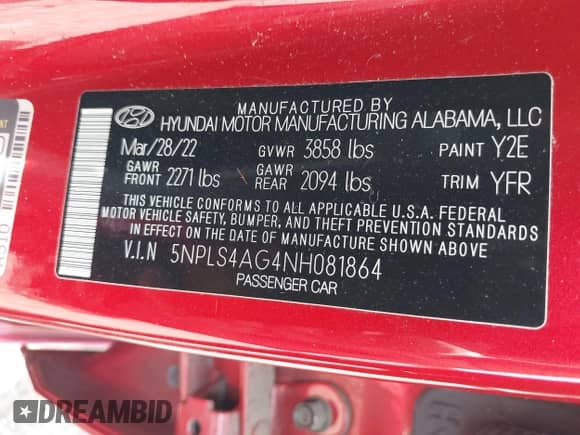 MANUFACTURED BY
HYUNDAI MOTOR MANUFACTURING ALABAMA, LLC
Mar/28/22 GVWR 3858 lbs PAINT Y2E
GAWR FRONT 2271 lbs GAWR REAR 2094 lbs TRIM YFR
THIS VEHICLE CONFORMS TO ALL APPLICABLE U.S.A. FEDERAL
MOTOR VEHICLE SAFETY, BUMPER, AND THEFT PREVENTION STANDARDS
IN EFFECT ON THE DATE OF MANUFACTURE SHOWN ABOVE
V.I.N 5NPLS4AG4NH081864
PASSENGER CAR
#DREAMBID